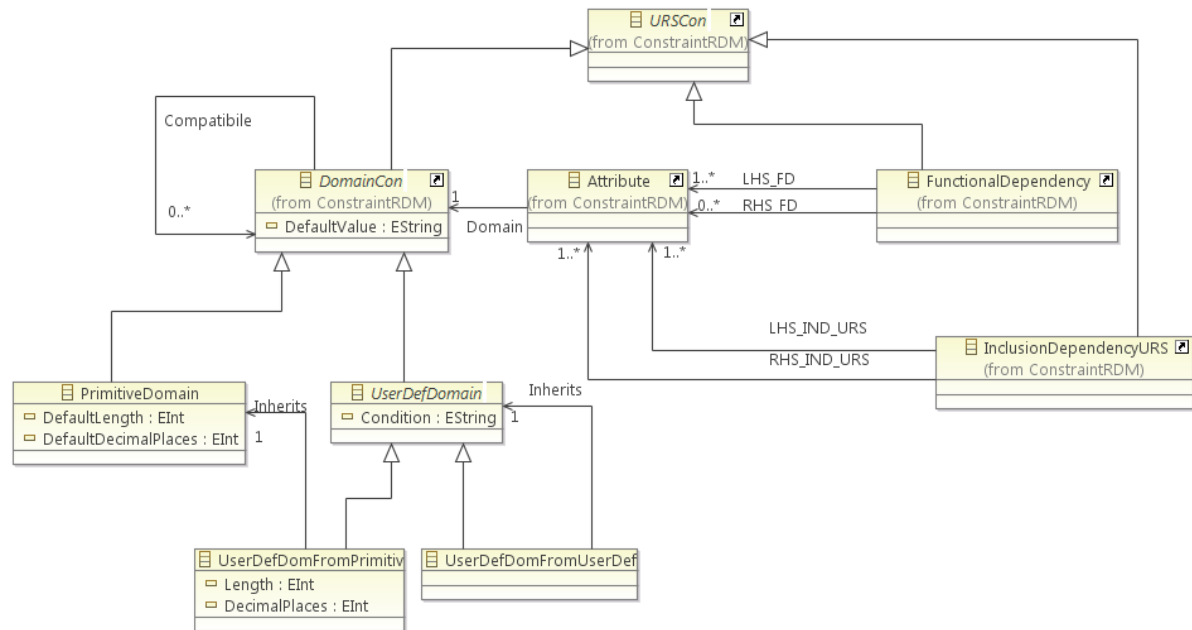 URSCon
(from ConstraintRDM)
Compatibile
0..*
DomainCon
(from ConstraintRDM)
DefaultValue : EString
1
Domain
Attribute
(from ConstraintRDM)
1..*
LHS_FD
0..*
RHS_FD
FunctionalDependency
(from ConstraintRDM)
1..*
1..*
LHS_IND_URS
RHS_IND_URS
InclusionDependencyURS
(from ConstraintRDM)
PrimitiveDomain
DefaultLength : EInt
DefaultDecimalPlaces : EInt
Inherits
1
UserDefDomain
Condition : EString
Inherits
1
UserDefDomFromPrimitiv
Length : EInt
DecimalPlaces : EInt
UserDefDomFromUserDef